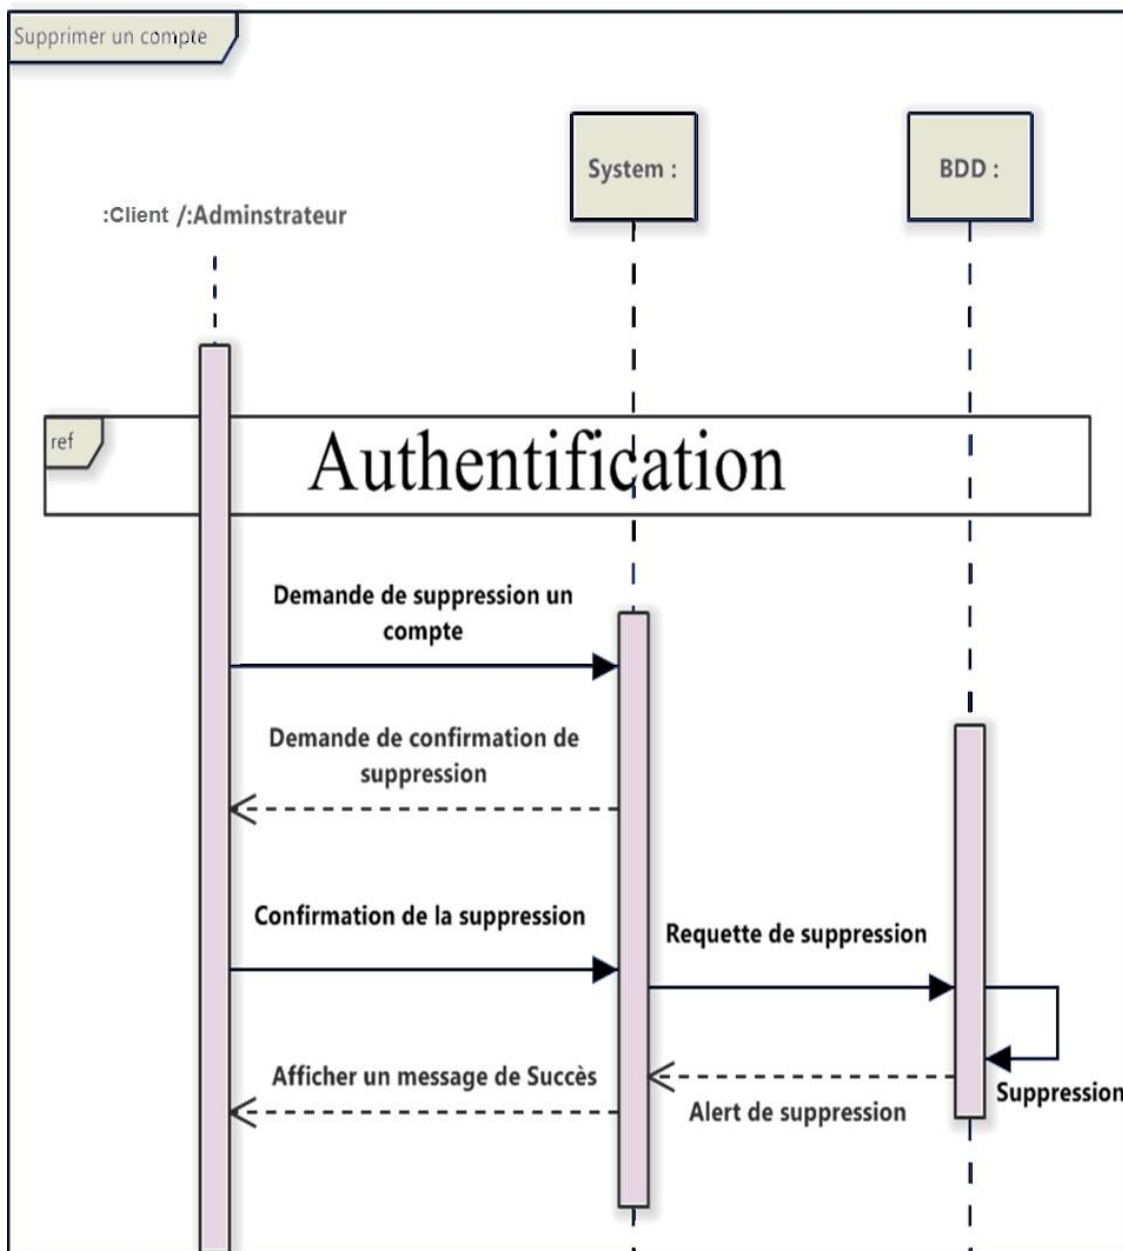 Supprimer un compte
System :
BDD :
:Client /:Adminstrateur
ref
Authentification
Demande de suppression un
compte
Demande de confirmation de
suppression
Confirmation de la suppression
Requette de suppression
Afficher un message de Succès
Alert de suppression
Suppression